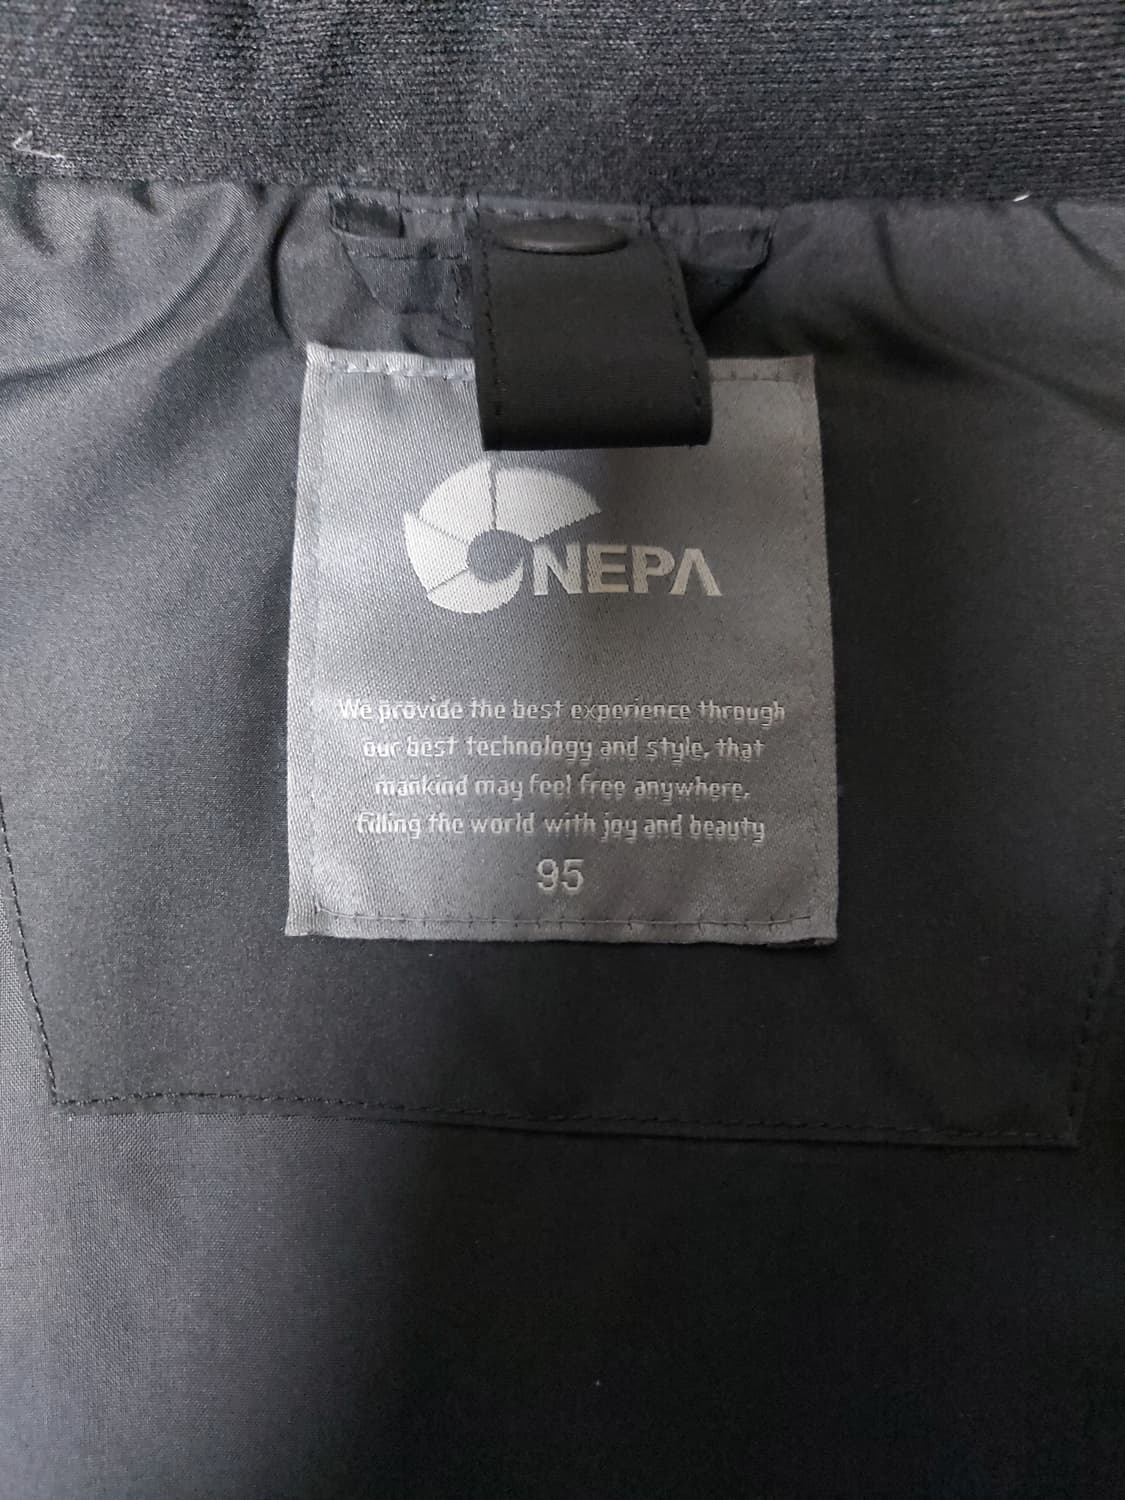 NEPA
We provide the best experience through
our best technology and style, that
mankind may feel free anywhere,
filling the world with joy and beauty
95